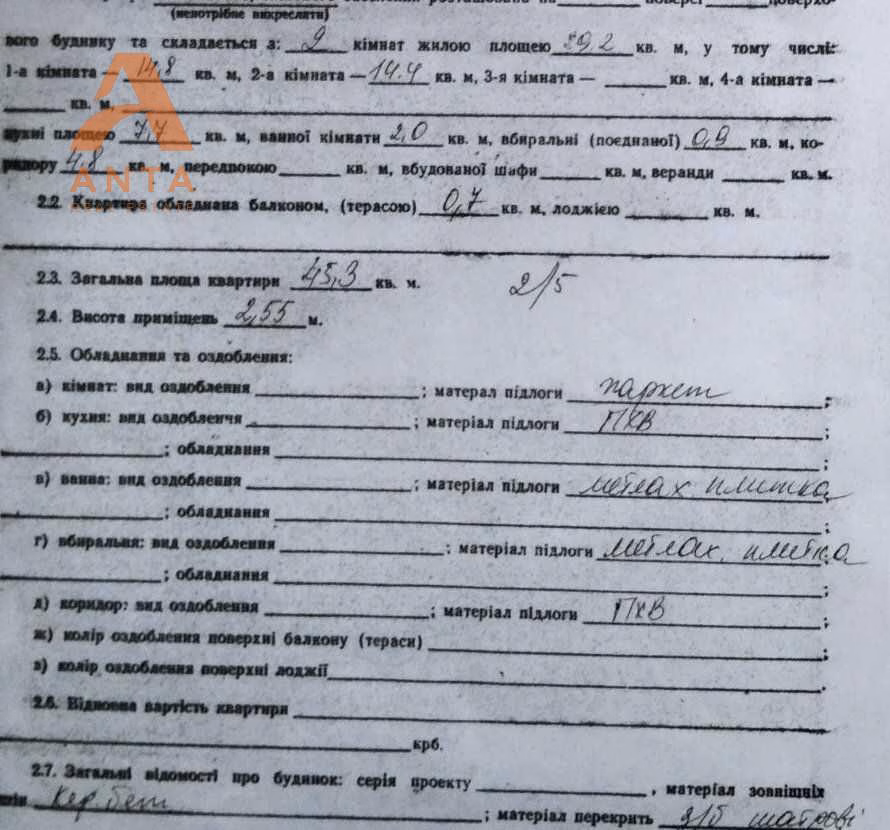 (непотрібне викреслити)
вого будинку та складається з: 2 кімнат жилою площею 29,2 кв. м, у тому числі:
1-а кімната — 14,8 кв. м, 2-а кімната — 14.4 кв. м, 3-я кімната — кв. м, 4-а кімната —
кв. м,
кухні площею 7,7 кв. м, ванної кімнати 2,0 кв. м, вбиральні (поєднаної) 0,9 кв. м, ко-
ридору 4.8 кв. м, передпокою кв. м, вбудованої шафи кв. м, веранди кв. м.
ANTA
2.2. Квартира обладнана балконом, (терасою) 0,7 кв. м, лоджією кв. м.
2.3. Загальна площа квартири 45,3 кв. м. 2/5
2.4. Висота приміщень 2,55 м.
2.5. Обладнання та оздоблення:
а) кімнат: вид оздоблення ; матерал підлоги паркет ;
б) кухня: вид оздобленчя ; матеріал підлоги ПХВ ;
; обладнання ;
в) ванна: вид оздоблення ; матеріал підлоги метлах плитка
; обладнання ;
г) вбиральня: вид оздоблення ; матеріал підлоги метлах. плитка
; обладнання ;
д) коридор: вид оздоблення ; матеріал підлоги ПХВ ;
ж) колір оздоблення поверхні балкону (тераси) ;
з) колір оздоблення поверхні лоджії .
2.6. Відновна вартість квартири
крб.
2.7. Загальні відомості про будинок: серія проекту , матеріал зовнішніх
стін кер. бет ; матеріал перекрить з/б шатрові